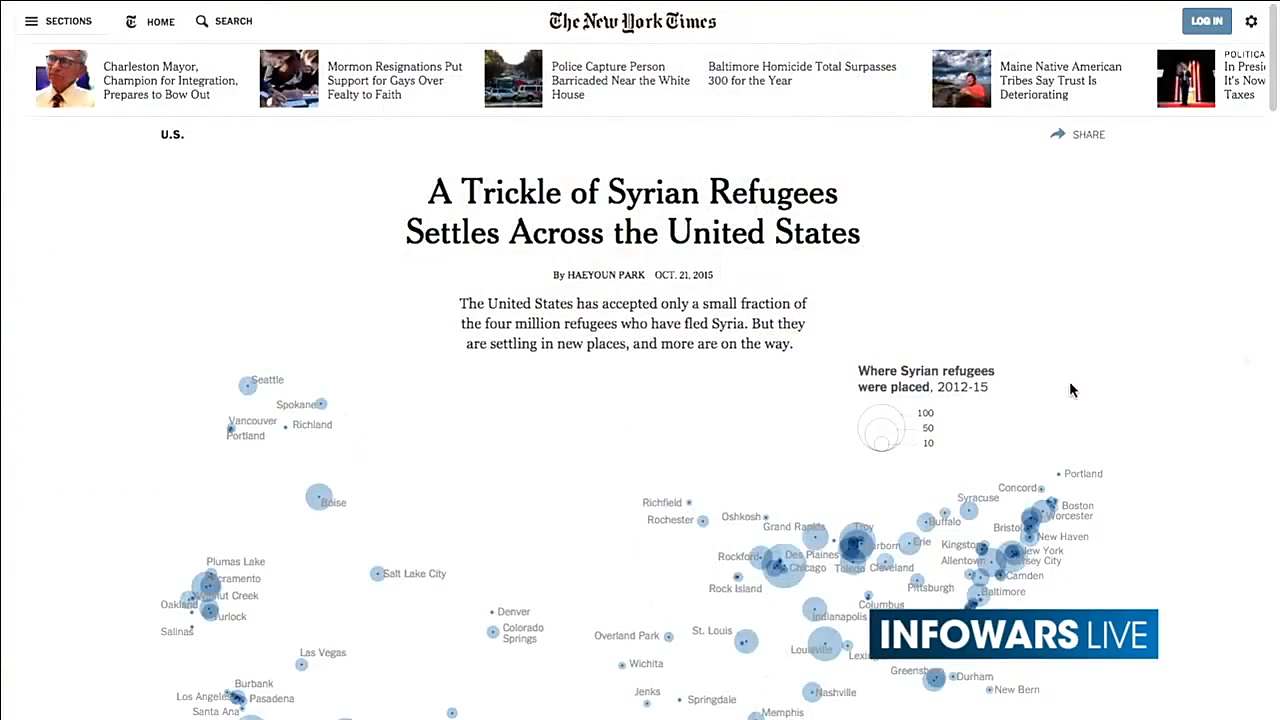 SECTIONS
HOME
SEARCH
The New York Times
LOG IN
Charleston Mayor,
Champion for Integration,
Prepares to Bow Out
Mormon Resignations Put
Support for Gays Over
Fealty to Faith
Police Capture Person
Barricaded Near the White
House
Baltimore Homicide Total Surpasses
300 for the Year
Maine Native American
Tribes Say Trust Is
Deteriorating
POLITICA
In Presi
It's Now
Taxes
U.S.
SHARE
A Trickle of Syrian Refugees
Settles Across the United States
By HAEYOUN PARK OCT. 21, 2015
The United States has accepted only a small fraction of
the four million refugees who have fled Syria. But they
are settling in new places, and more are on the way.
Where Syrian refugees
were placed, 2012-15
100
50
10
Seattle
Spokane
Vancouver
Richland
Portland
Boise
Portland
Concord
Richfield
Syracuse
Boston
Rochester
Oshkosh
Worcester
Grand Rapids
Troy
Buffalo
Bristol
New Haven
Rockford
Des Plaines
Erie
Kingston
New York
Plumas Lake
Chicago
Toledo
Cleveland
Allentown
Salt Lake City
Camden
Rock Island
Pittsburgh
Baltimore
Oakland
Columbus
Turlock
Denver
Indianapolis
Salinas
Colorado
Springs
Overland Park
St. Louis
INFOWARS LIVE
Las Vegas
Louisville
Wichita
Greensbo
Durham
Burbank
Los Angeles
Pasadena
Jenks
Springdale
Nashville
New Bern
Santa Ana
Memphis